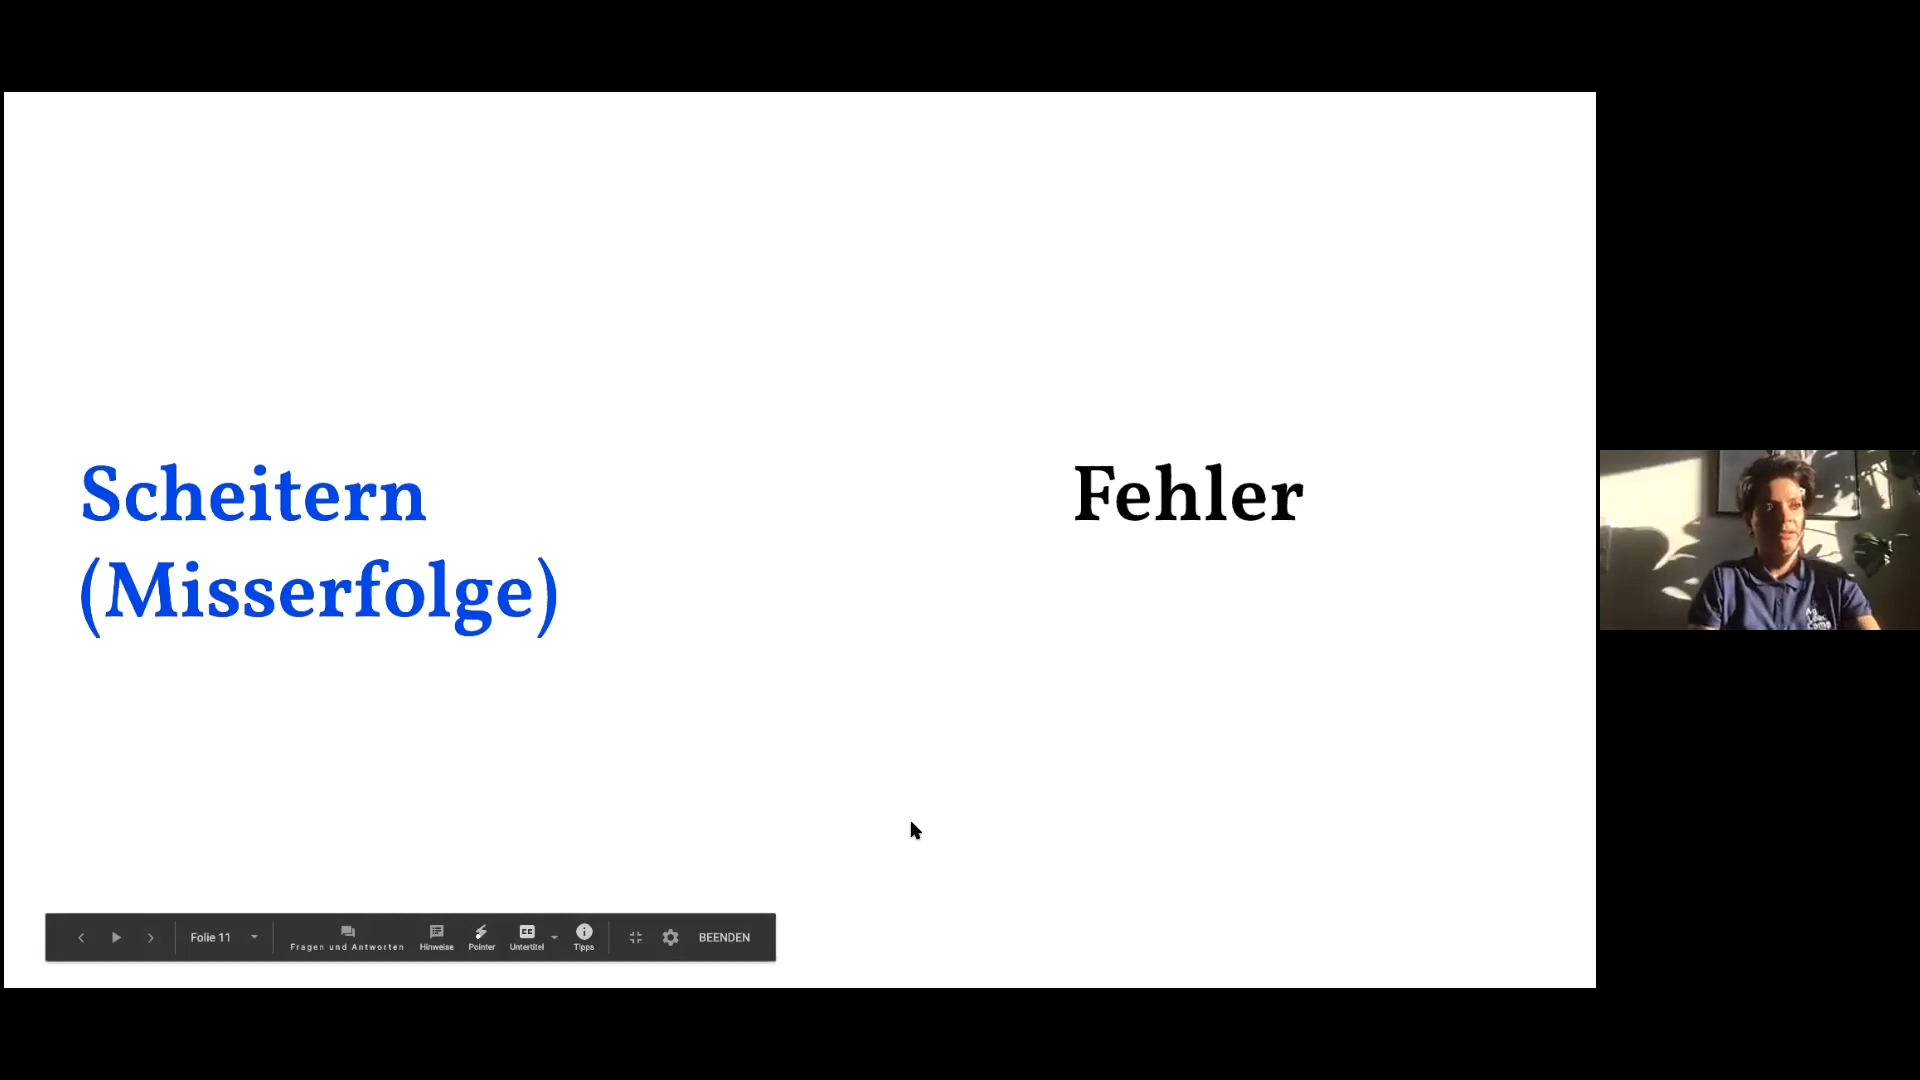 Scheitern
(Misserfolge)
Fehler
Folie 11
Fragen und Antworten
Hinweise
Pointer
Untertitel
Tipps
BEENDEN